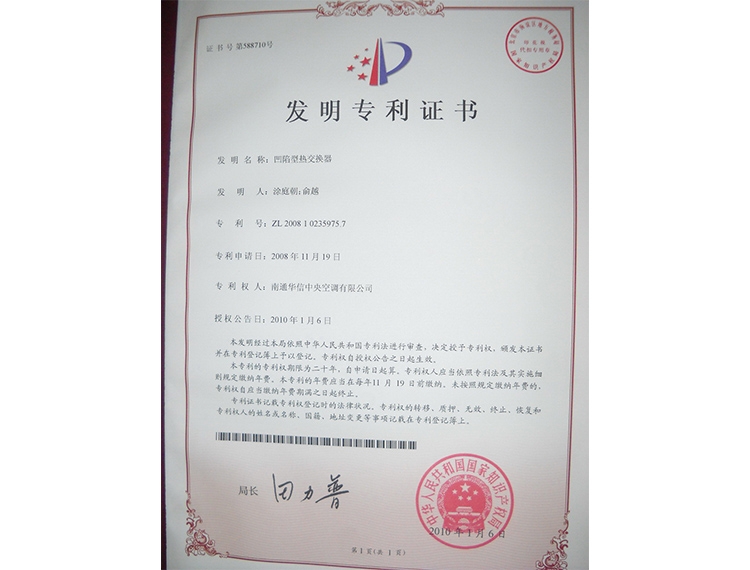 证书号第588710号
发明专利证书
发明名称：凹陷型热交换器
发明人：涂庭朝;俞越
专利号：ZL 2008 1 0235975.7
专利申请日：2008年11月19日
专利权人：南通华信中央空调有限公司
授权公告日：2010年1月6日
本发明经过本局依照中华人民共和国专利法进行审查，决定授予专利权，颁发本证书
并在专利登记簿上予以登记。专利权自授权公告之日起生效。
本专利的专利权期限为二十年，自申请日起算。专利权人应当依照专利法及其实施细
则规定缴纳年费。本专利的年费应当在每年11月19日前缴纳。未按照规定缴纳年费的，
专利权自应当缴纳年费期满之日起终止。
专利证书记载专利权登记时的法律状况。专利权的转移、质押、无效、终止、恢复和
专利权人的姓名或名称、国籍、地址变更等事项记载在专利登记簿上。
局长 田力普
中华人民共和国国家知识产权局
2010年1月6日
第1页(共1页)